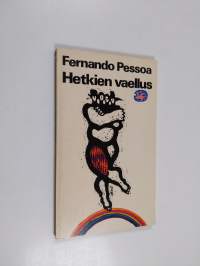 Fernando Pessoa
Hetkien vaellus